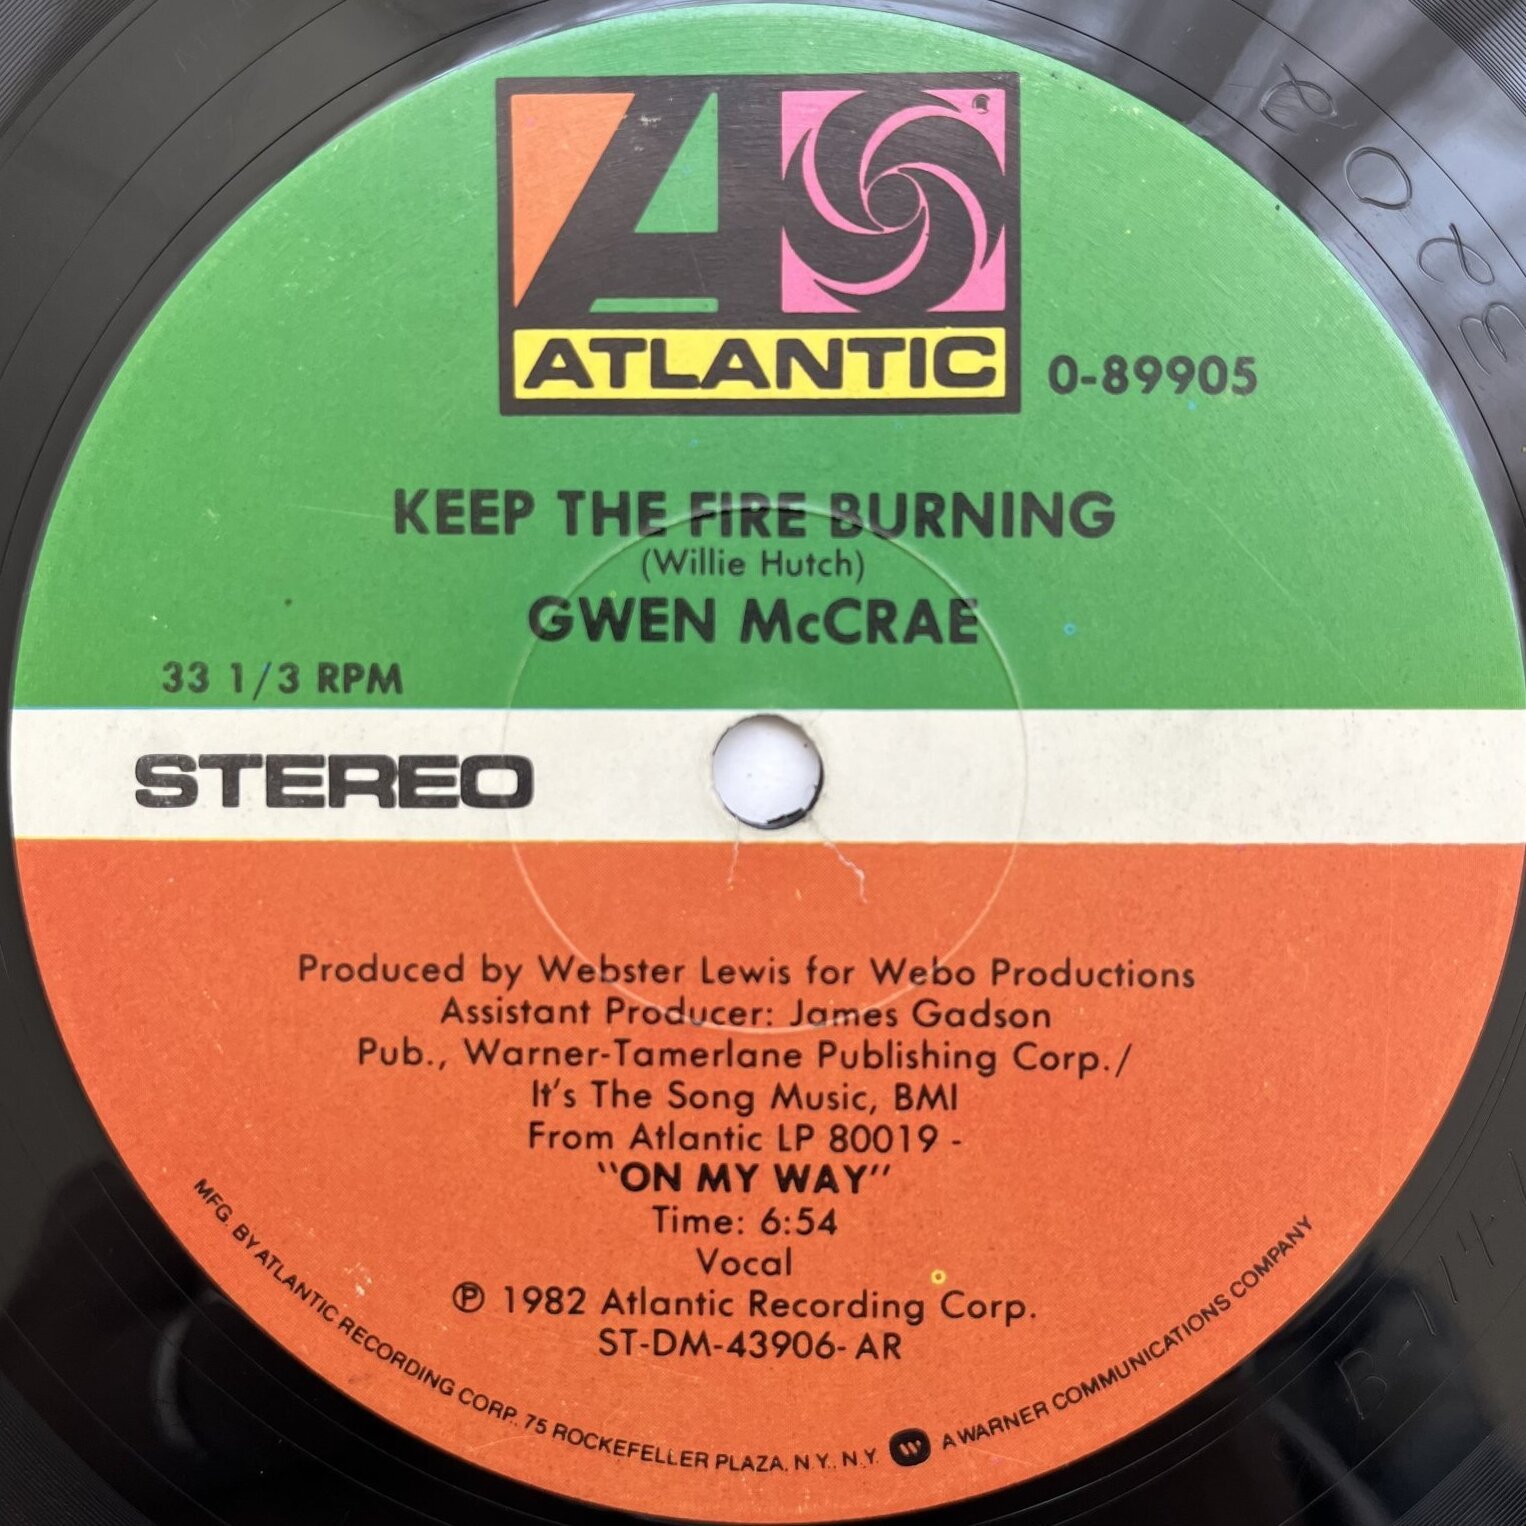 ATLANTIC
0-89905
KEEP THE FIRE BURNING
(Willie Hutch)
GWEN McCRAE
33 1/3 RPM
STEREO
Produced by Webster Lewis for Webo Productions
Assistant Producer: James Gadson
Pub., Warner-Tamerlane Publishing Corp./
It's The Song Music, BMI
From Atlantic LP 80019 -
"ON MY WAY"
Time: 6:54
Vocal
℗ 1982 Atlantic Recording Corp.
ST-DM-43906-AR
MFG. BY ATLANTIC RECORDING CORP., 75 ROCKEFELLER PLAZA, N.Y., N.Y. A WARNER COMMUNICATIONS COMPANY